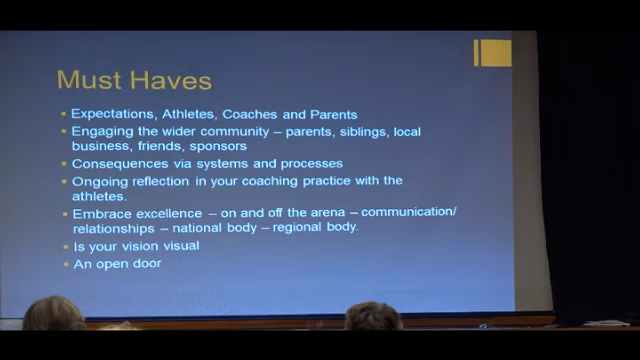 Must Haves
Expectations, Athletes, Coaches and Parents
Engaging the wider community – parents, siblings, local
business, friends, sponsors
Consequences via systems and processes
Ongoing reflection in your coaching practice with the
athletes.
Embrace excellence – on and off the arena – communication/
relationships – national body – regional body.
Is your vision visual
An open door